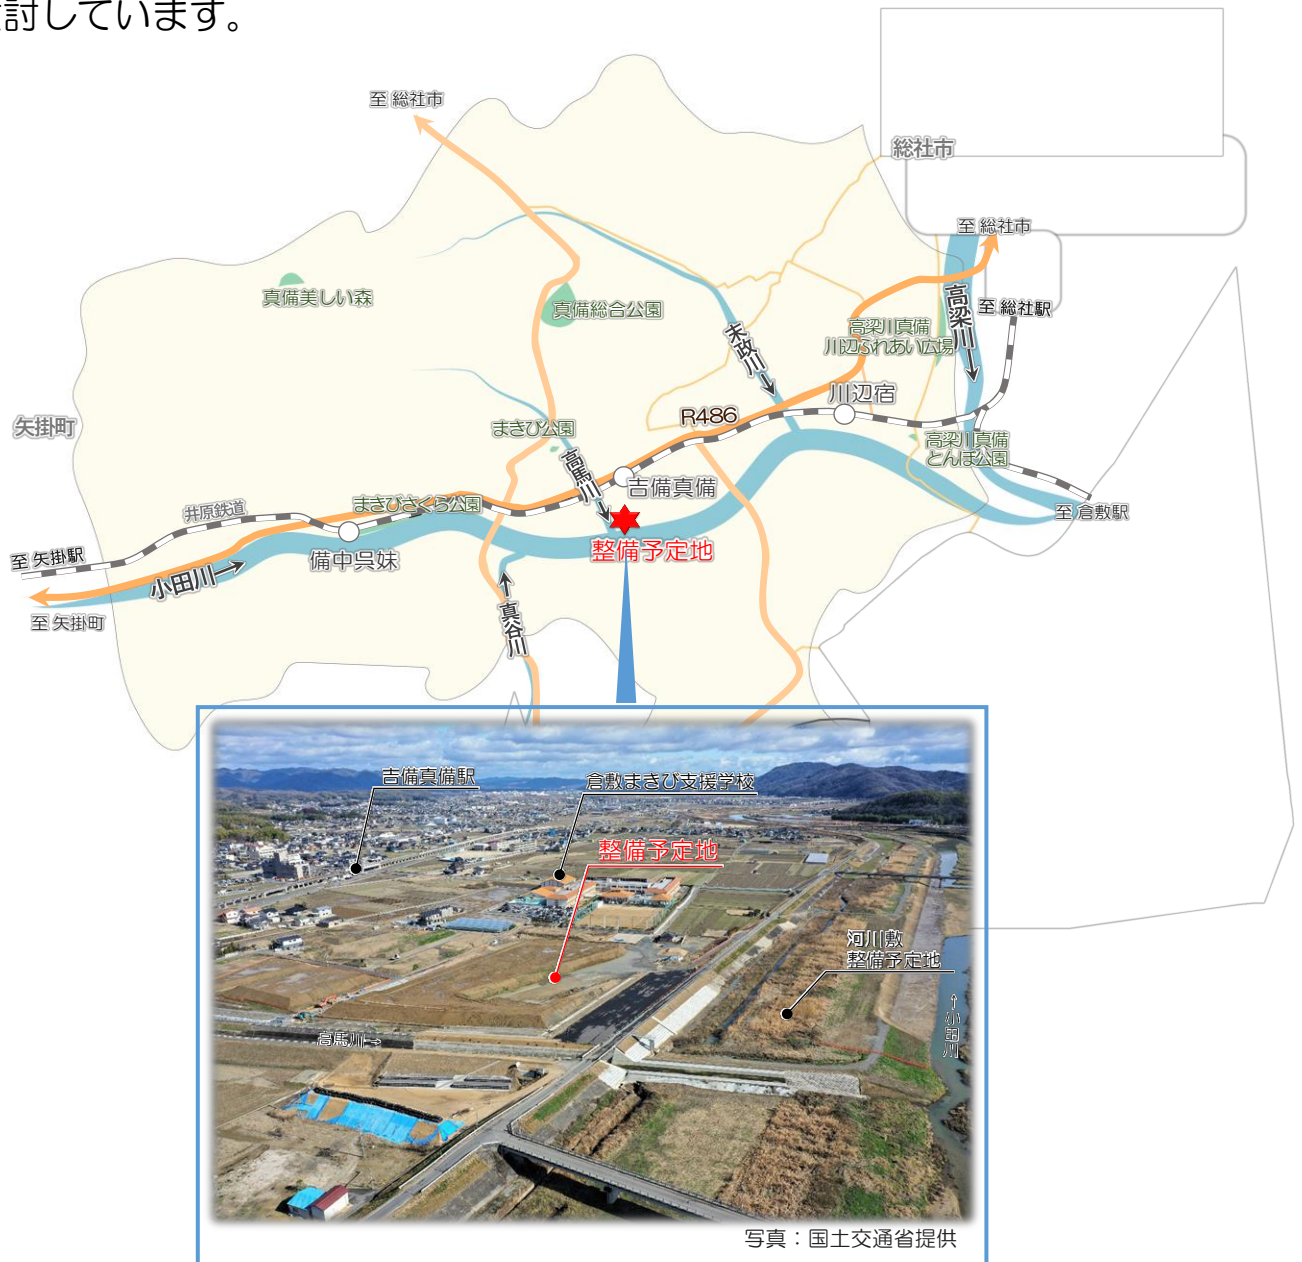 討しています。
至 総社市
総社市
至 総社市
真備美しい森
真備総合公園
高梁川
至 総社駅
高梁川真備
川辺ふれあい広場
末政川
川辺宿
R486
矢掛町
まきび公園
高梁川真備
とんぼ公園
高馬川
吉備真備
まきびさくら公園
井原鉄道
至 倉敷駅
至 矢掛駅
備中呉妹
整備予定地
小田川
至 矢掛町
真谷川
吉備真備駅
倉敷まきび支援学校
整備予定地
河川敷
整備予定地
←小田川
高馬川→
写真：国土交通省提供